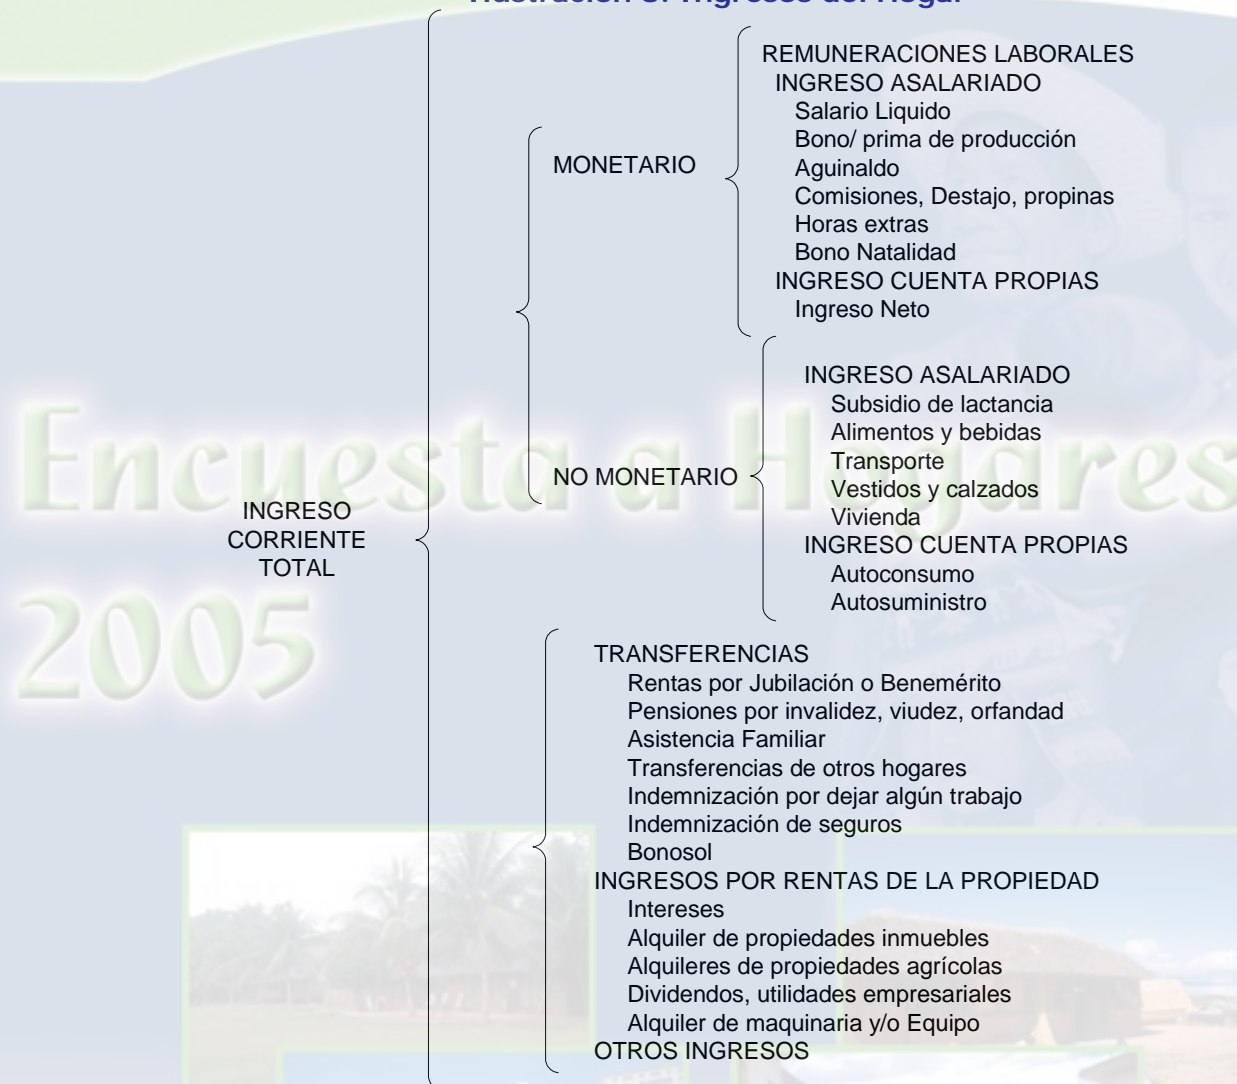 INGRESO
CORRIENTE
TOTAL
MONETARIO
REMUNERACIONES LABORALES
INGRESO ASALARIADO
Salario Liquido
Bono/ prima de producción
Aguinaldo
Comisiones, Destajo, propinas
Horas extras
Bono Natalidad
INGRESO CUENTA PROPIAS
Ingreso Neto
NO MONETARIO
INGRESO ASALARIADO
Subsidio de lactancia
Alimentos y bebidas
Transporte
Vestidos y calzados
Vivienda
INGRESO CUENTA PROPIAS
Autoconsumo
Autosuministro
TRANSFERENCIAS
Rentas por Jubilación o Benemérito
Pensiones por invalidez, viudez, orfandad
Asistencia Familiar
Transferencias de otros hogares
Indemnización por dejar algún trabajo
Indemnización de seguros
Bonosol
INGRESOS POR RENTAS DE LA PROPIEDAD
Intereses
Alquiler de propiedades inmuebles
Alquileres de propiedades agrícolas
Dividendos, utilidades empresariales
Alquiler de maquinaria y/o Equipo
OTROS INGRESOS
Encuesta a Hogares
2005